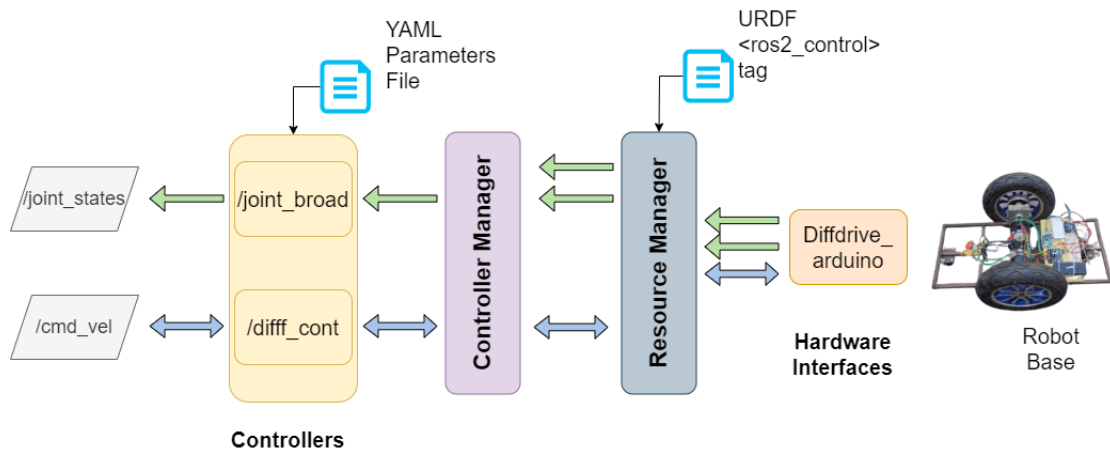 YAML
Parameters
File
URDF
<ros2_control>
tag
/joint_states
/joint_broad
Controller Manager
Resource Manager
Diffdrive_
arduino
/cmd_vel
/difff_cont
Hardware
Interfaces
Robot
Base
Controllers